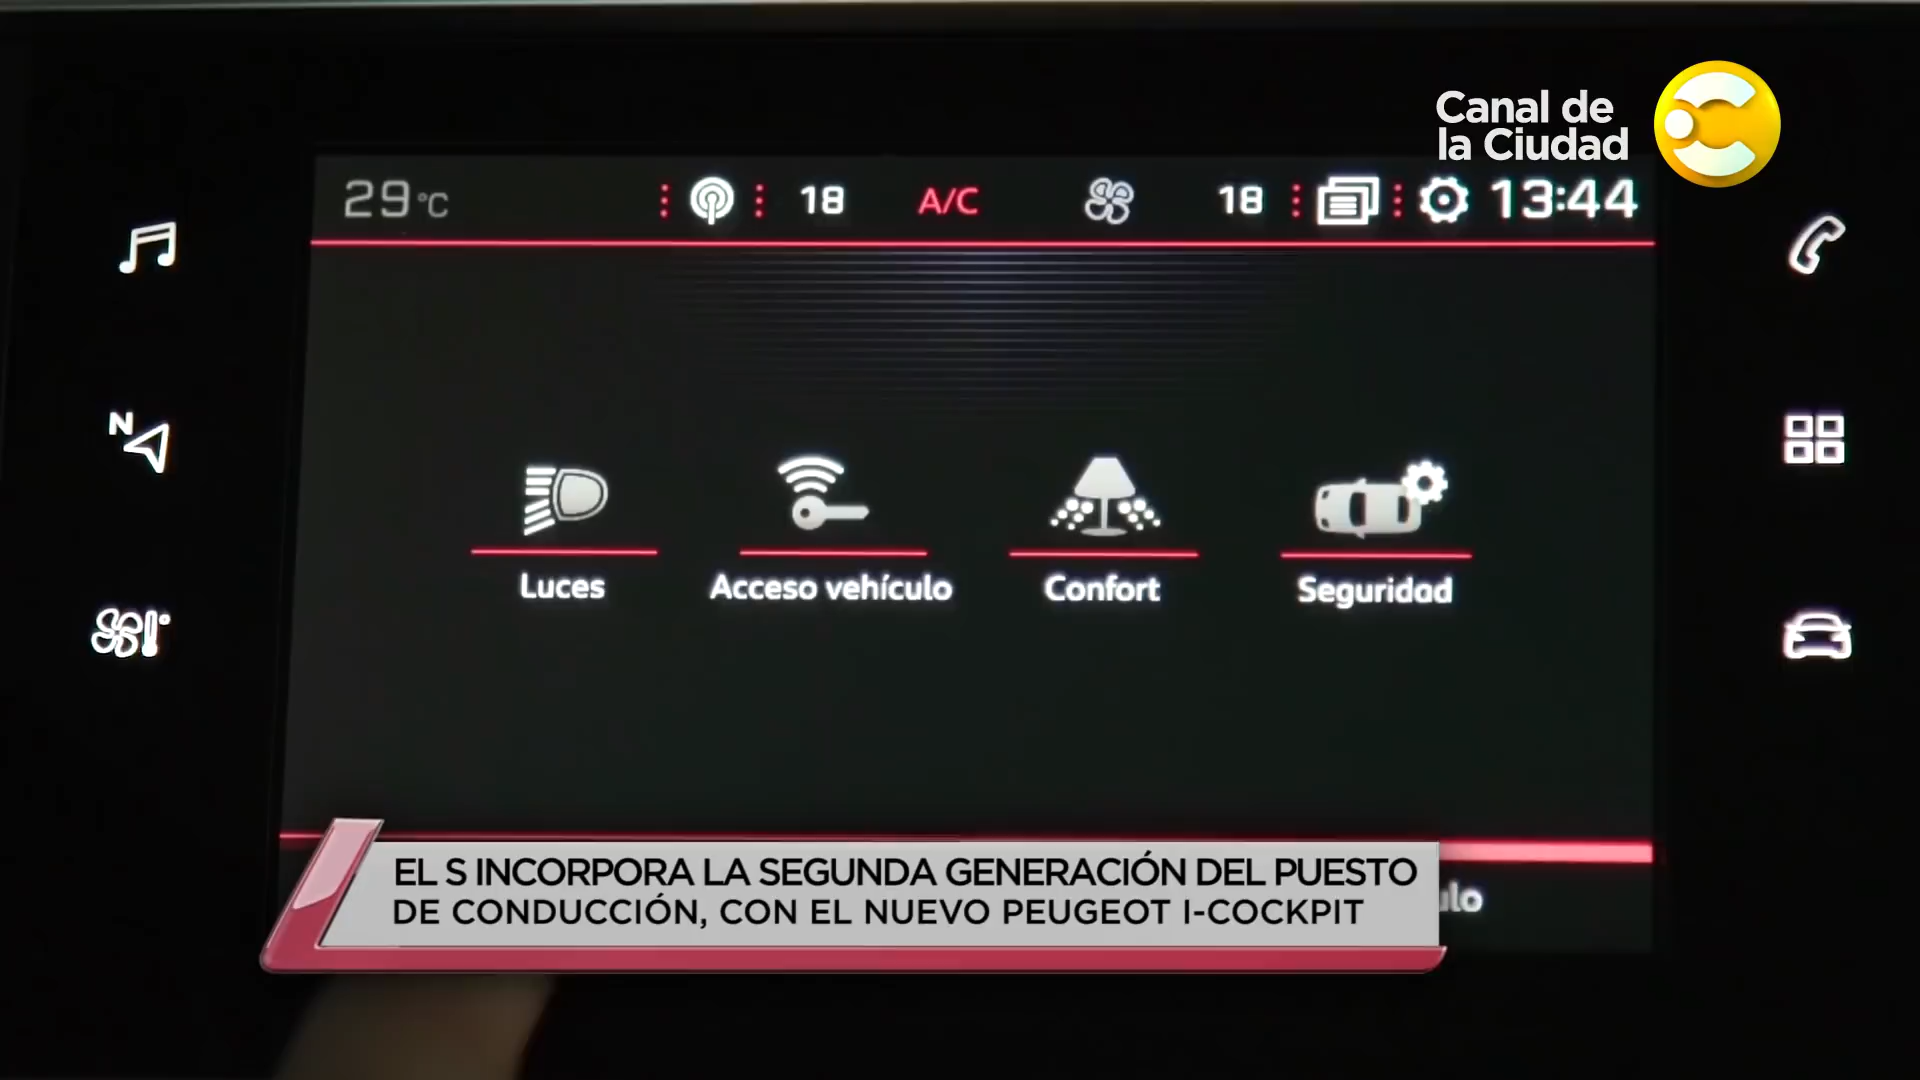 Canal de
la Ciudad
29°C 18 A/C 18 13:44
N
Luces Acceso vehículo Confort Seguridad
EL S INCORPORA LA SEGUNDA GENERACIÓN DEL PUESTO
DE CONDUCCIÓN, CON EL NUEVO PEUGEOT I-COCKPIT